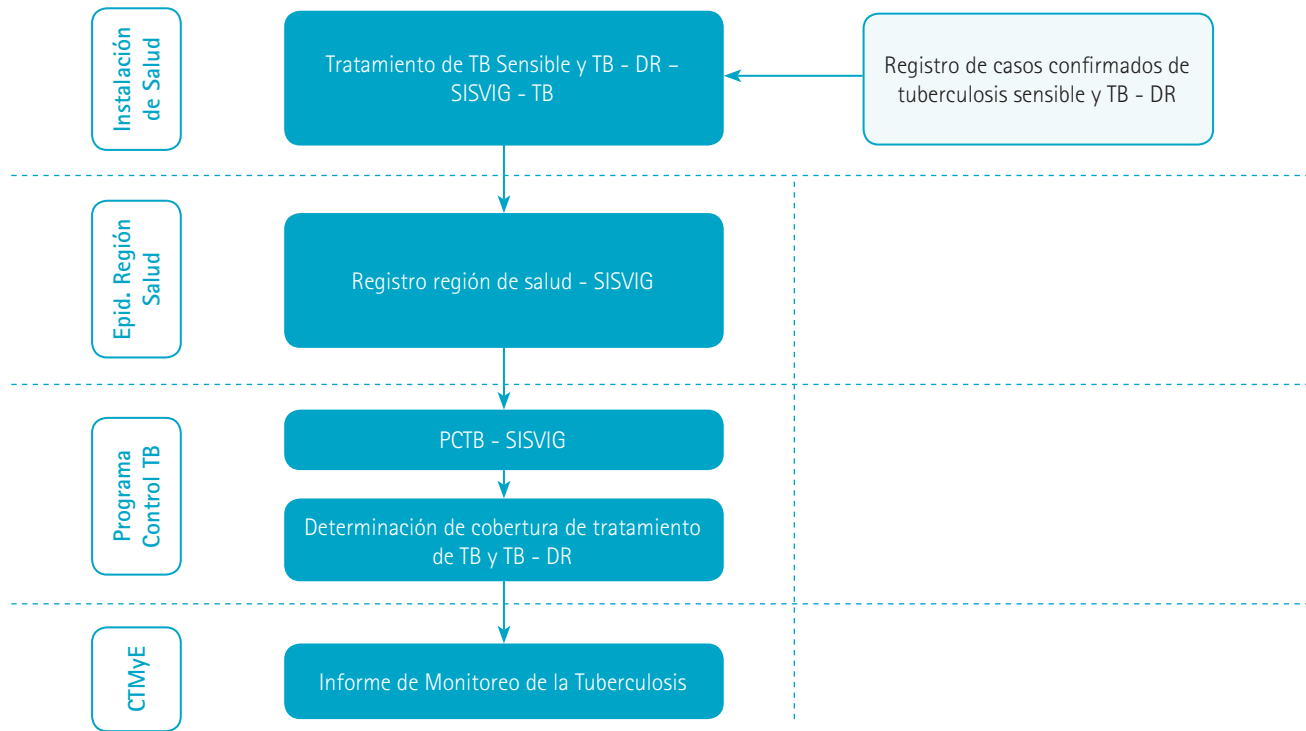 Instalación
de Salud
Tratamiento de TB Sensible y TB - DR –
SISVIG - TB
Registro de casos confirmados de
tuberculosis sensible y TB - DR
Epid. Región
Salud
Registro región de salud - SISVIG
Programa
Control TB
PCTB - SISVIG
Determinación de cobertura de tratamiento
de TB y TB - DR
CTMyE
Informe de Monitoreo de la Tuberculosis